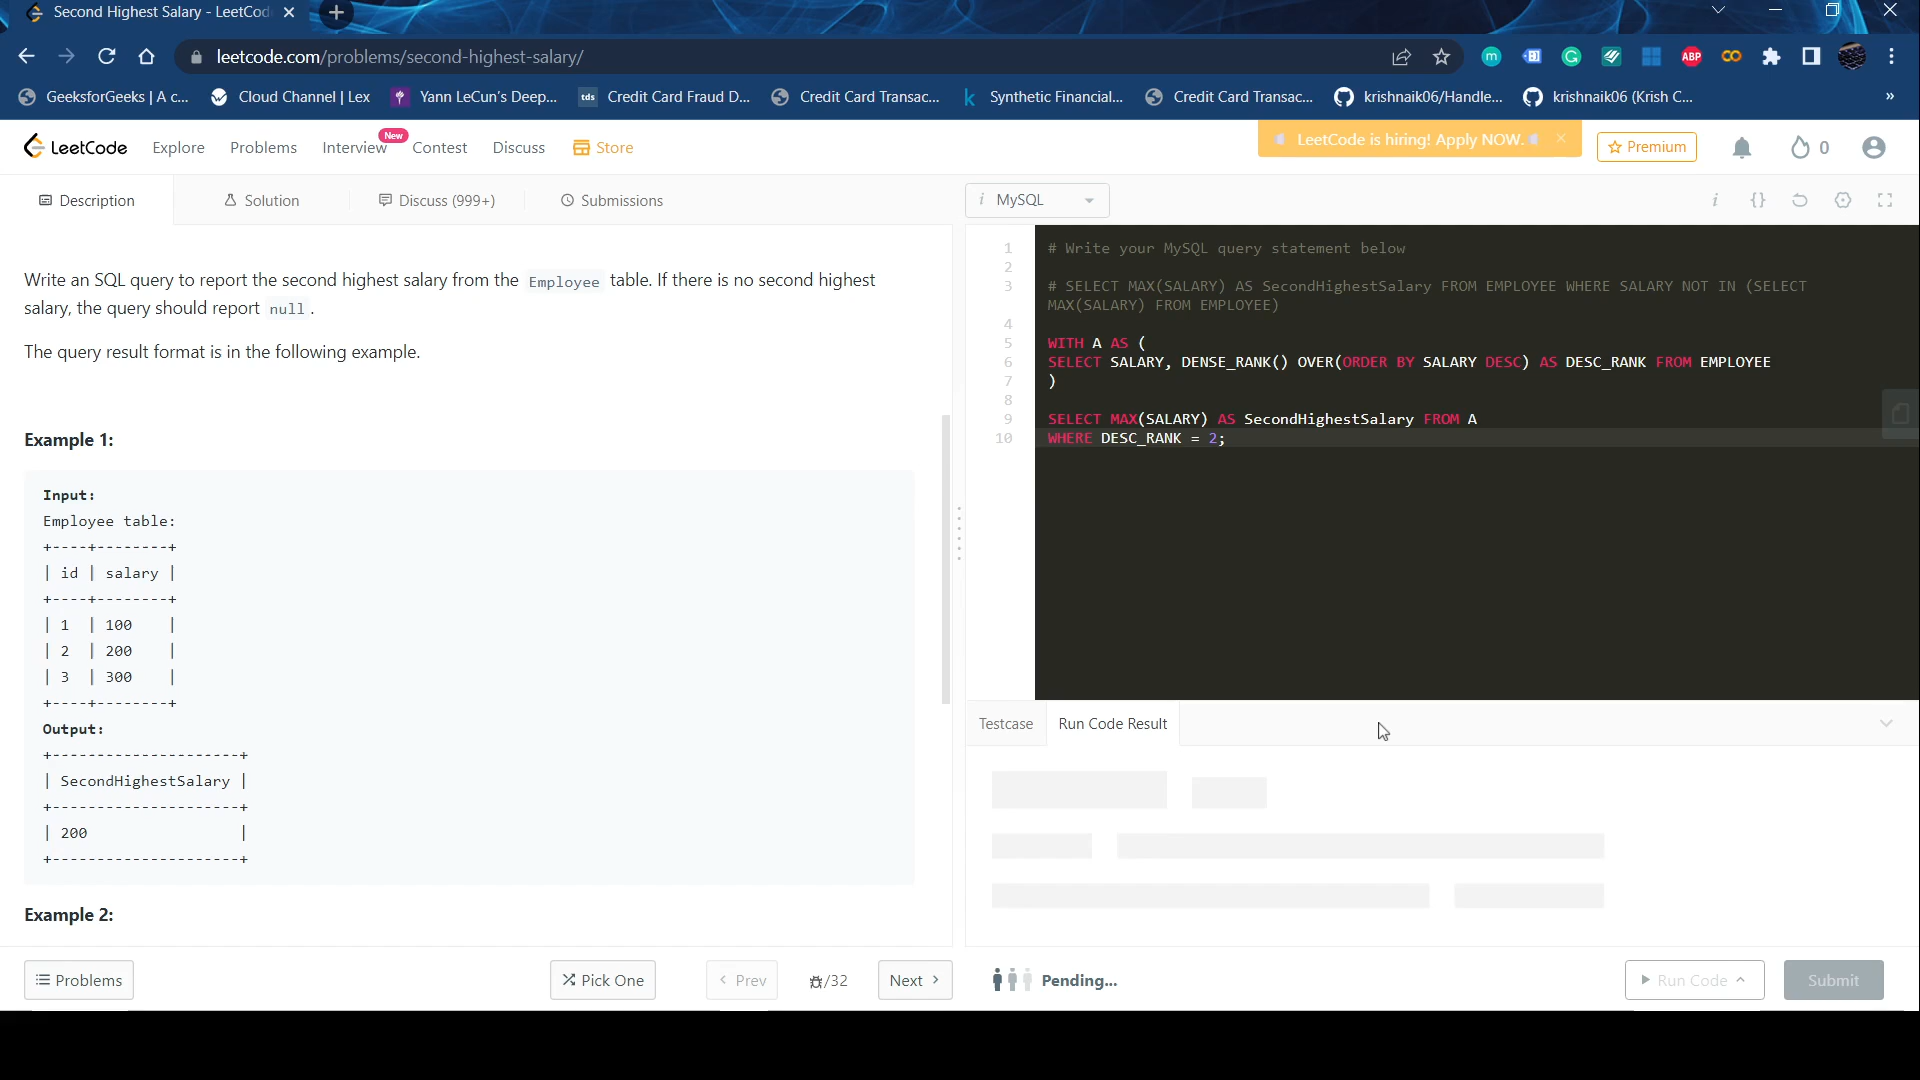 Second Highest Salary - LeetCod
leetcode.com/problems/second-highest-salary/
GeeksforGeeks | A c...
Cloud Channel | Lex
Yann LeCun's Deep...
tds
Credit Card Fraud D...
Credit Card Transac...
Synthetic Financial...
Credit Card Transac...
krishnaik06/Handle...
krishnaik06 (Krish C...
»
m
ABP
LeetCode
Explore
Problems
Interview
New
Contest
Discuss
Store
LeetCode is hiring! Apply NOW.
Premium
0
Description
Solution
Discuss (999+)
Submissions
i MySQL
i
{}
Write an SQL query to report the second highest salary from the Employee table. If there is no second highest
salary, the query should report null .
The query result format is in the following example.
Example 1:
Input:
Employee table:
+----+--------+
| id | salary |
+----+--------+
| 1  | 100    |
| 2  | 200    |
| 3  | 300    |
+----+--------+
Output:
+---------------------+
| SecondHighestSalary |
+---------------------+
| 200                 |
+---------------------+
Example 2:
1 # Write your MySQL query statement below
2
3 # SELECT MAX(SALARY) AS SecondHighestSalary FROM EMPLOYEE WHERE SALARY NOT IN (SELECT
MAX(SALARY) FROM EMPLOYEE)
4
5 WITH A AS (
6 SELECT SALARY, DENSE_RANK() OVER(ORDER BY SALARY DESC) AS DESC_RANK FROM EMPLOYEE
7 )
8
9 SELECT MAX(SALARY) AS SecondHighestSalary FROM A
10 WHERE DESC_RANK = 2;
Testcase
Run Code Result
Problems
Pick One
Prev
/32
Next
Pending...
Run Code
Submit